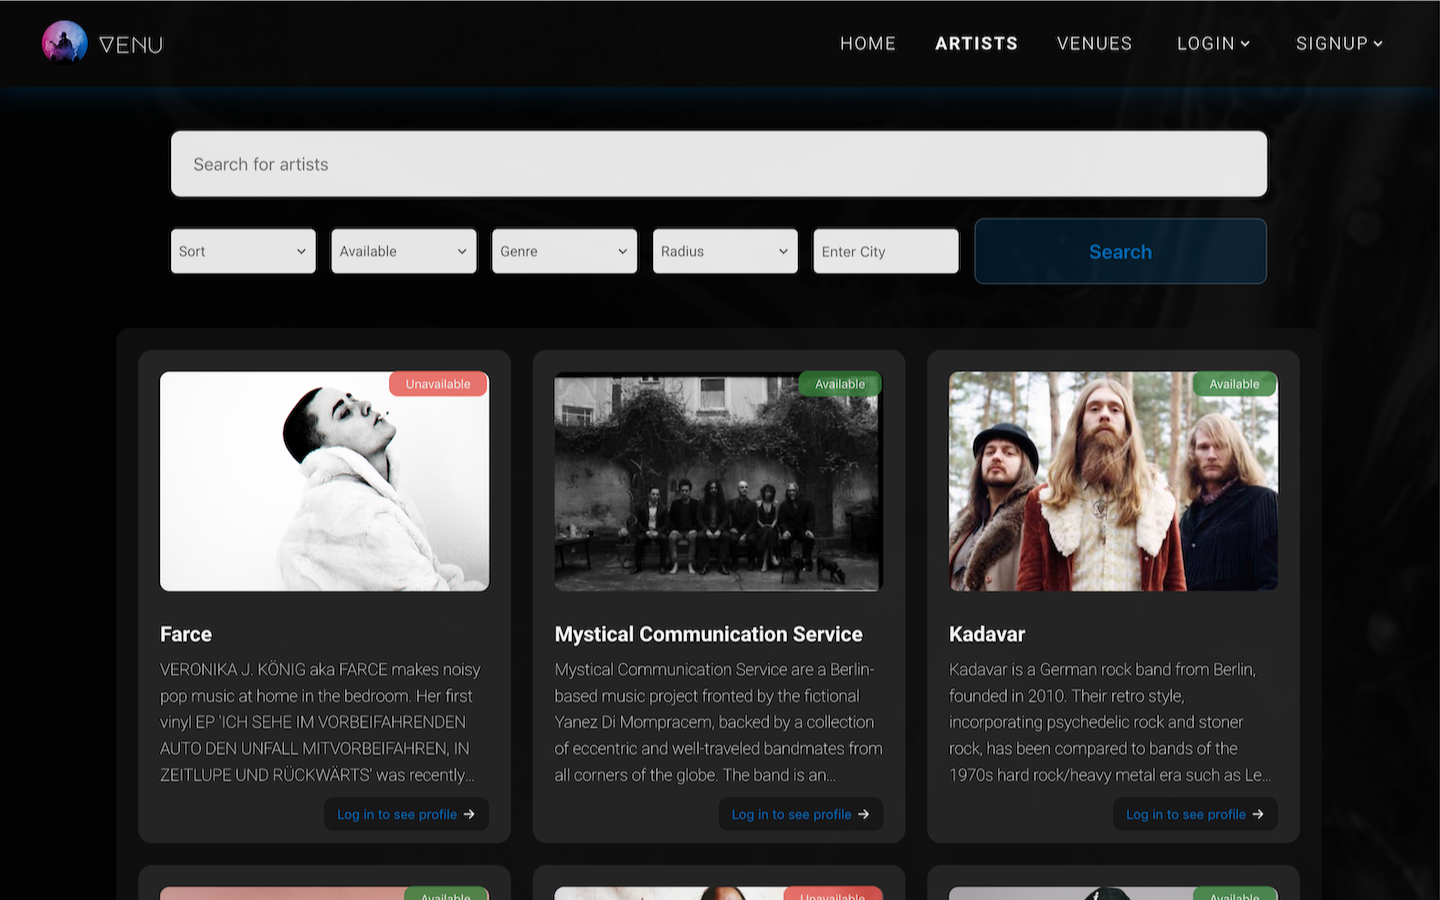 VENU
HOME
ARTISTS
VENUES
LOGIN
SIGNUP
Search for artists
Sort
Available
Genre
Radius
Enter City
Search
Unavailable
Farce
VERONIKA J. KÖNIG aka FARCE makes noisy
pop music at home in the bedroom. Her first
vinyl EP 'ICH SEHE IM VORBEIFAHRENDEN
AUTO DEN UNFALL MITVORBEIFAHREN, IN
ZEITLUPE UND RÜCKWÄRTS' was recently...
Log in to see profile →
Available
Mystical Communication Service
Mystical Communication Service are a Berlin-
based music project fronted by the fictional
Yanez Di Mompracem, backed by a collection
of eccentric and well-traveled bandmates from
all corners of the globe. The band is an...
Log in to see profile →
Available
Kadavar
Kadavar is a German rock band from Berlin,
founded in 2010. Their retro style,
incorporating psychedelic rock and stoner
rock, has been compared to bands of the
1970s hard rock/heavy metal era such as Le...
Log in to see profile →
Available
Unavailable
Available